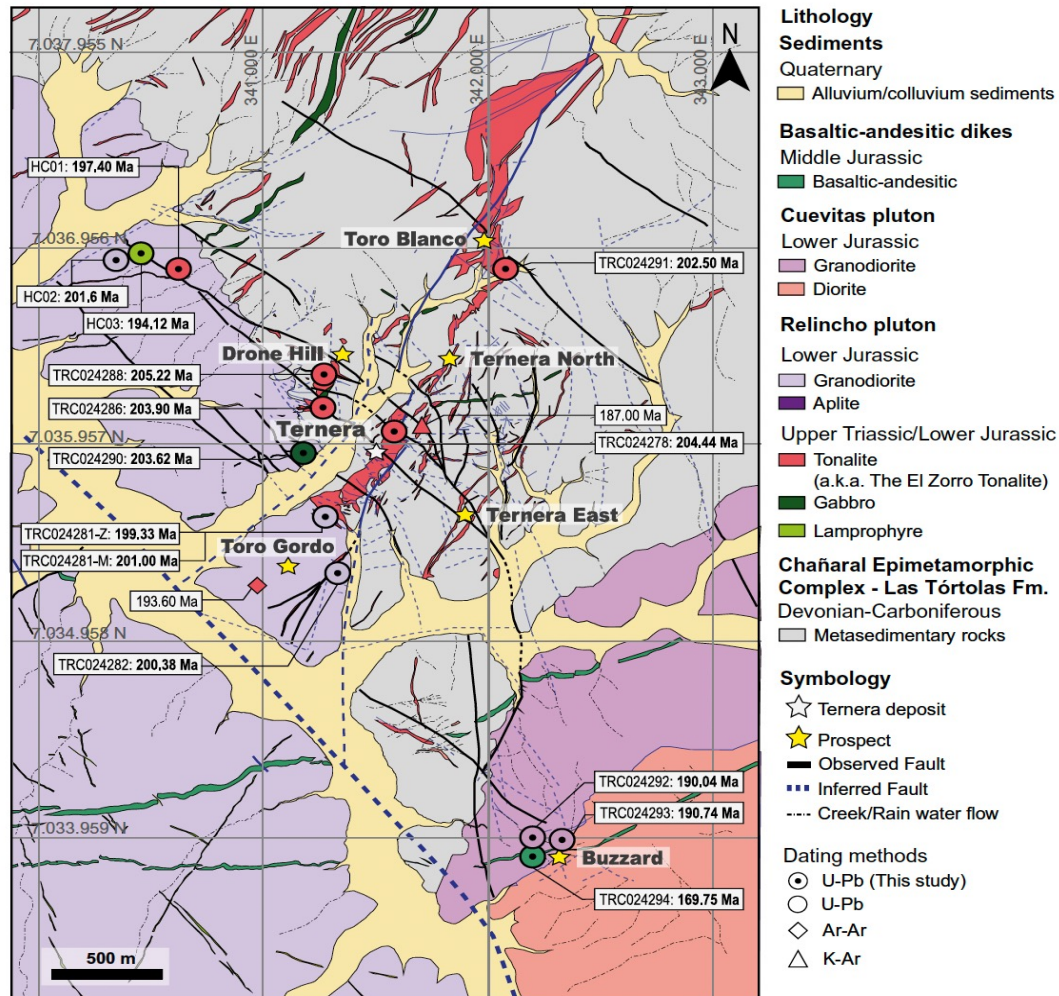 7.037.955 N
341.000 E
342.000 E
343.000 E
N
HC01: 197.40 Ma
7.036.956 N
Toro Blanco
TRC024291: 202.50 Ma
HC02: 201,6 Ma
HC03: 194,12 Ma
Drone Hill
Ternera North
TRC024288: 205.22 Ma
TRC024286: 203.90 Ma
187.00 Ma
Ternera
7.035.957 N
TRC024278: 204.44 Ma
TRC024290: 203.62 Ma
Ternera East
TRC024281-Z: 199.33 Ma
Toro Gordo
TRC024281-M: 201,00 Ma
193.60 Ma
7.034.958 N
TRC024282: 200,38 Ma
TRC024292: 190,04 Ma
TRC024293: 190.74 Ma
7.033.959 N
Buzzard
TRC024294: 169.75 Ma
500 m
Lithology
Sediments
Quaternary
Alluvium/colluvium sediments
Basaltic-andesitic dikes
Middle Jurassic
Basaltic-andesitic
Cuevitas pluton
Lower Jurassic
Granodiorite
Diorite
Relincho pluton
Lower Jurassic
Granodiorite
Aplite
Upper Triassic/Lower Jurassic
Tonalite
(a.k.a. The El Zorro Tonalite)
Gabbro
Lamprophyre
Chañaral Epimetamorphic
Complex - Las Tórtolas Fm.
Devonian-Carboniferous
Metasedimentary rocks
Symbology
Ternera deposit
Prospect
Observed Fault
Inferred Fault
Creek/Rain water flow
Dating methods
U-Pb (This study)
U-Pb
Ar-Ar
K-Ar